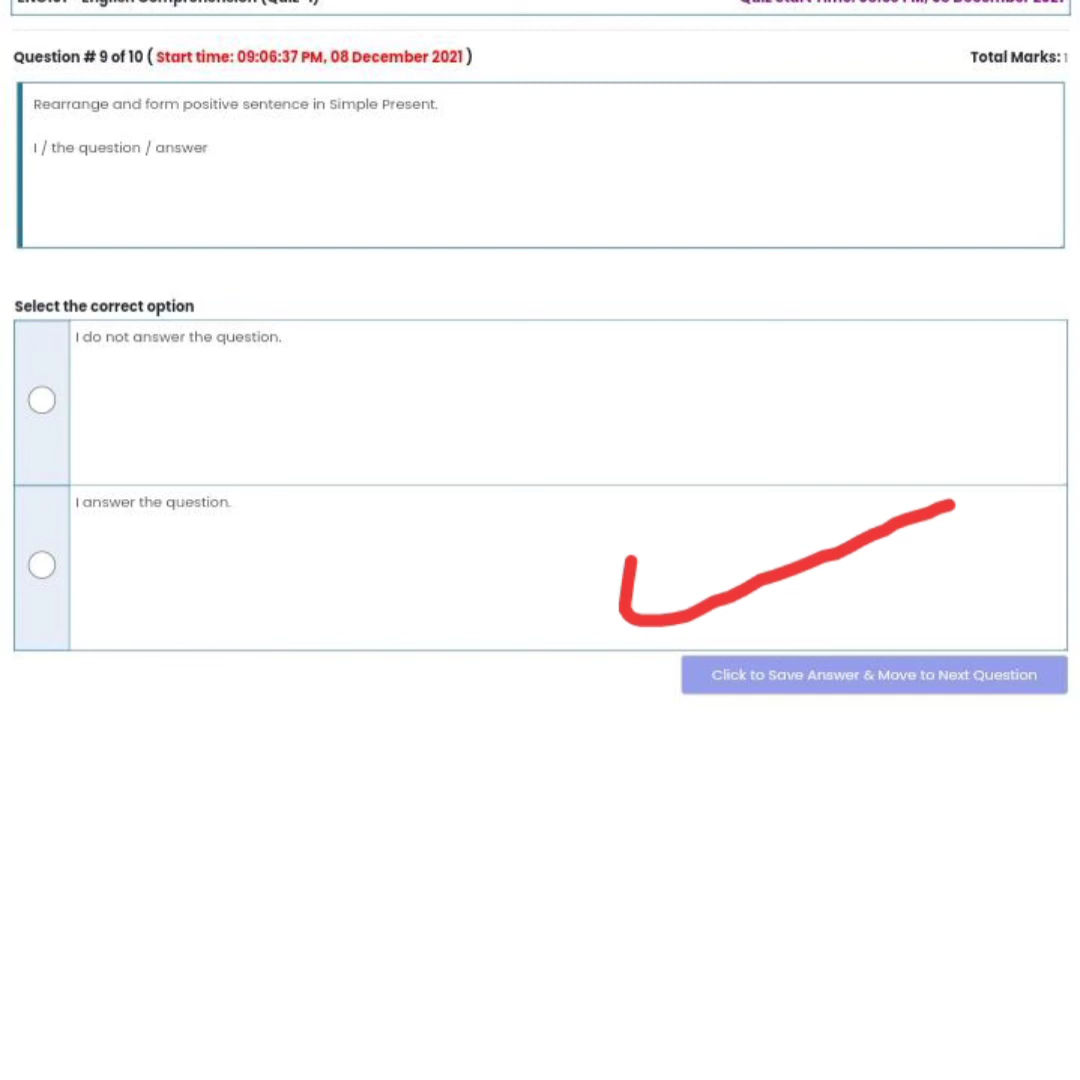 Question # 9 of 10 ( Start time: 09:06:37 PM, 08 December 2021 )
Total Marks: 1
Rearrange and form positive sentence in Simple Present.
I / the question / answer
Select the correct option
I do not answer the question.
I answer the question.
Click to Save Answer & Move to Next Question